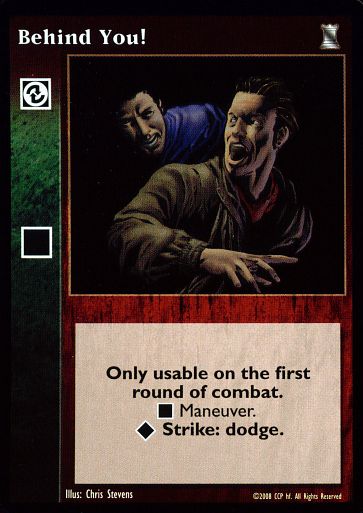 Behind You!
Only usable on the first
round of combat.
Maneuver.
Strike: dodge.
Illus: Chris Stevens
©2008 CCP hf. All Rights Reserved